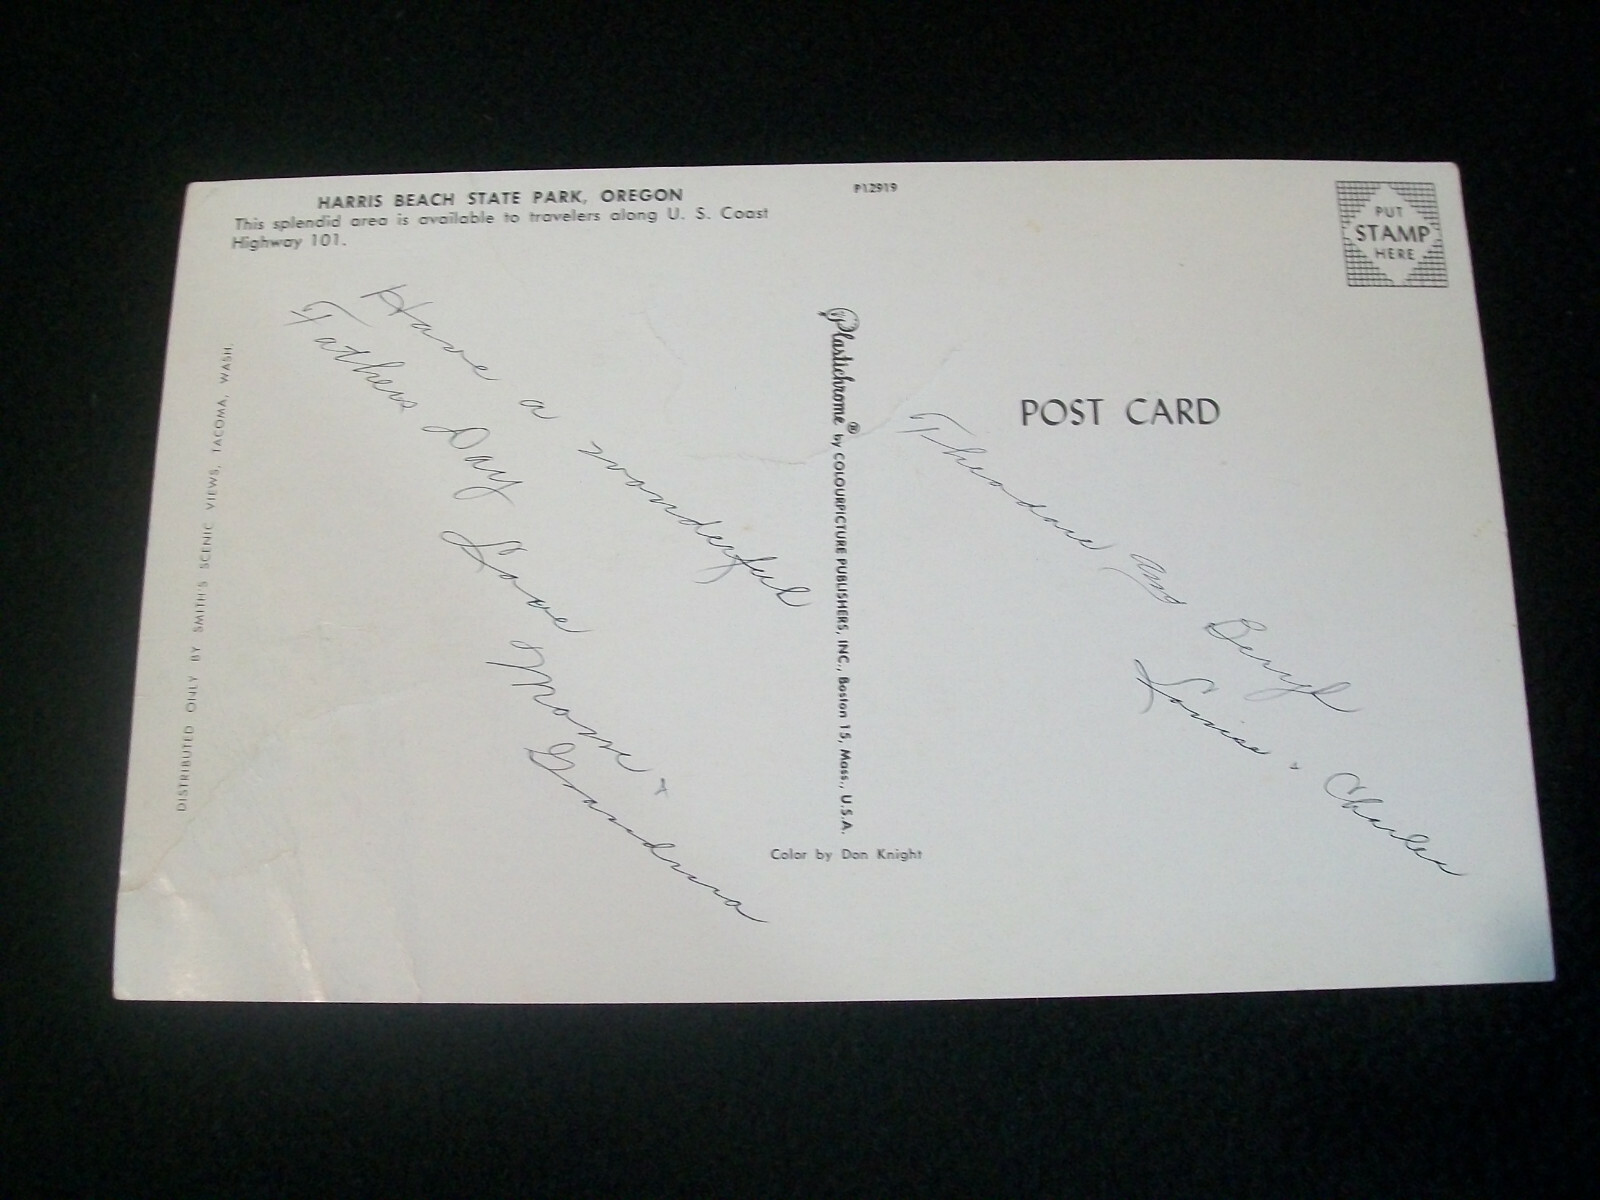 HARRIS BEACH STATE PARK, OREGON
This splendid area is available to travelers along U. S. Coast
Highway 101.
P12919
PUT
STAMP
HERE
Have a wonderful
Fathers Day
Love
Mom +
Grandma
DISTRIBUTED ONLY BY SMITH'S SCENIC VIEWS, TACOMA, WASH.
Plastichrome® by COLOURPICTURE PUBLISHERS, INC., Boston 15, Mass., U.S.A.
Color by Don Knight
POST CARD
Theodore and Beryl
Louise + Charles